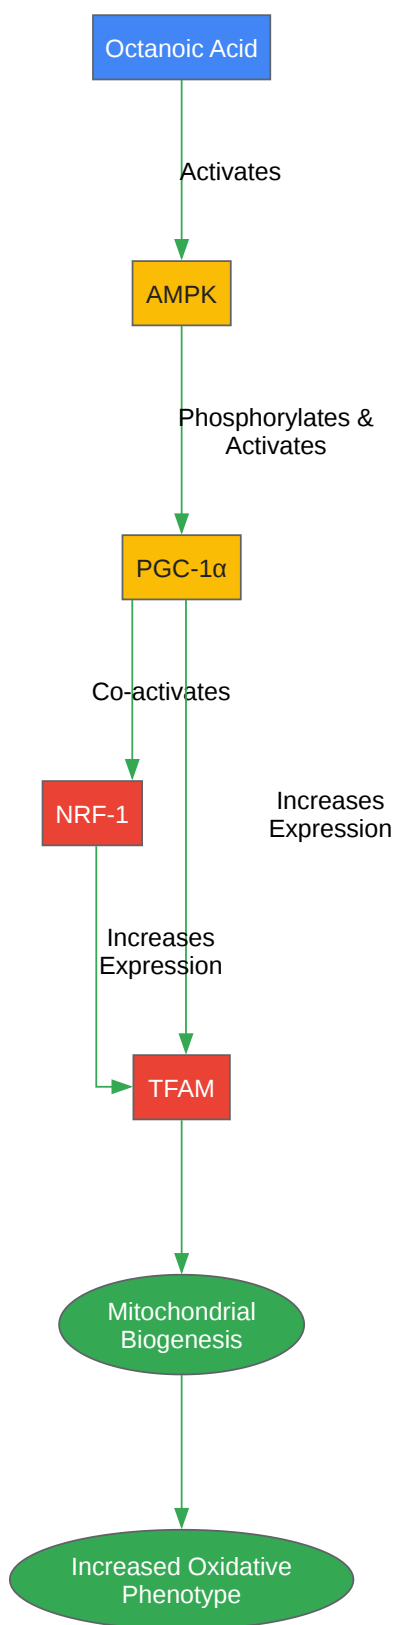 Octanoic Acid
Activates
AMPK
Phosphorylates &
Activates
PGC-1α
Co-activates
NRF-1
Increases
Expression
Increases
Expression
TFAM
Mitochondrial
Biogenesis
Increased Oxidative
Phenotype